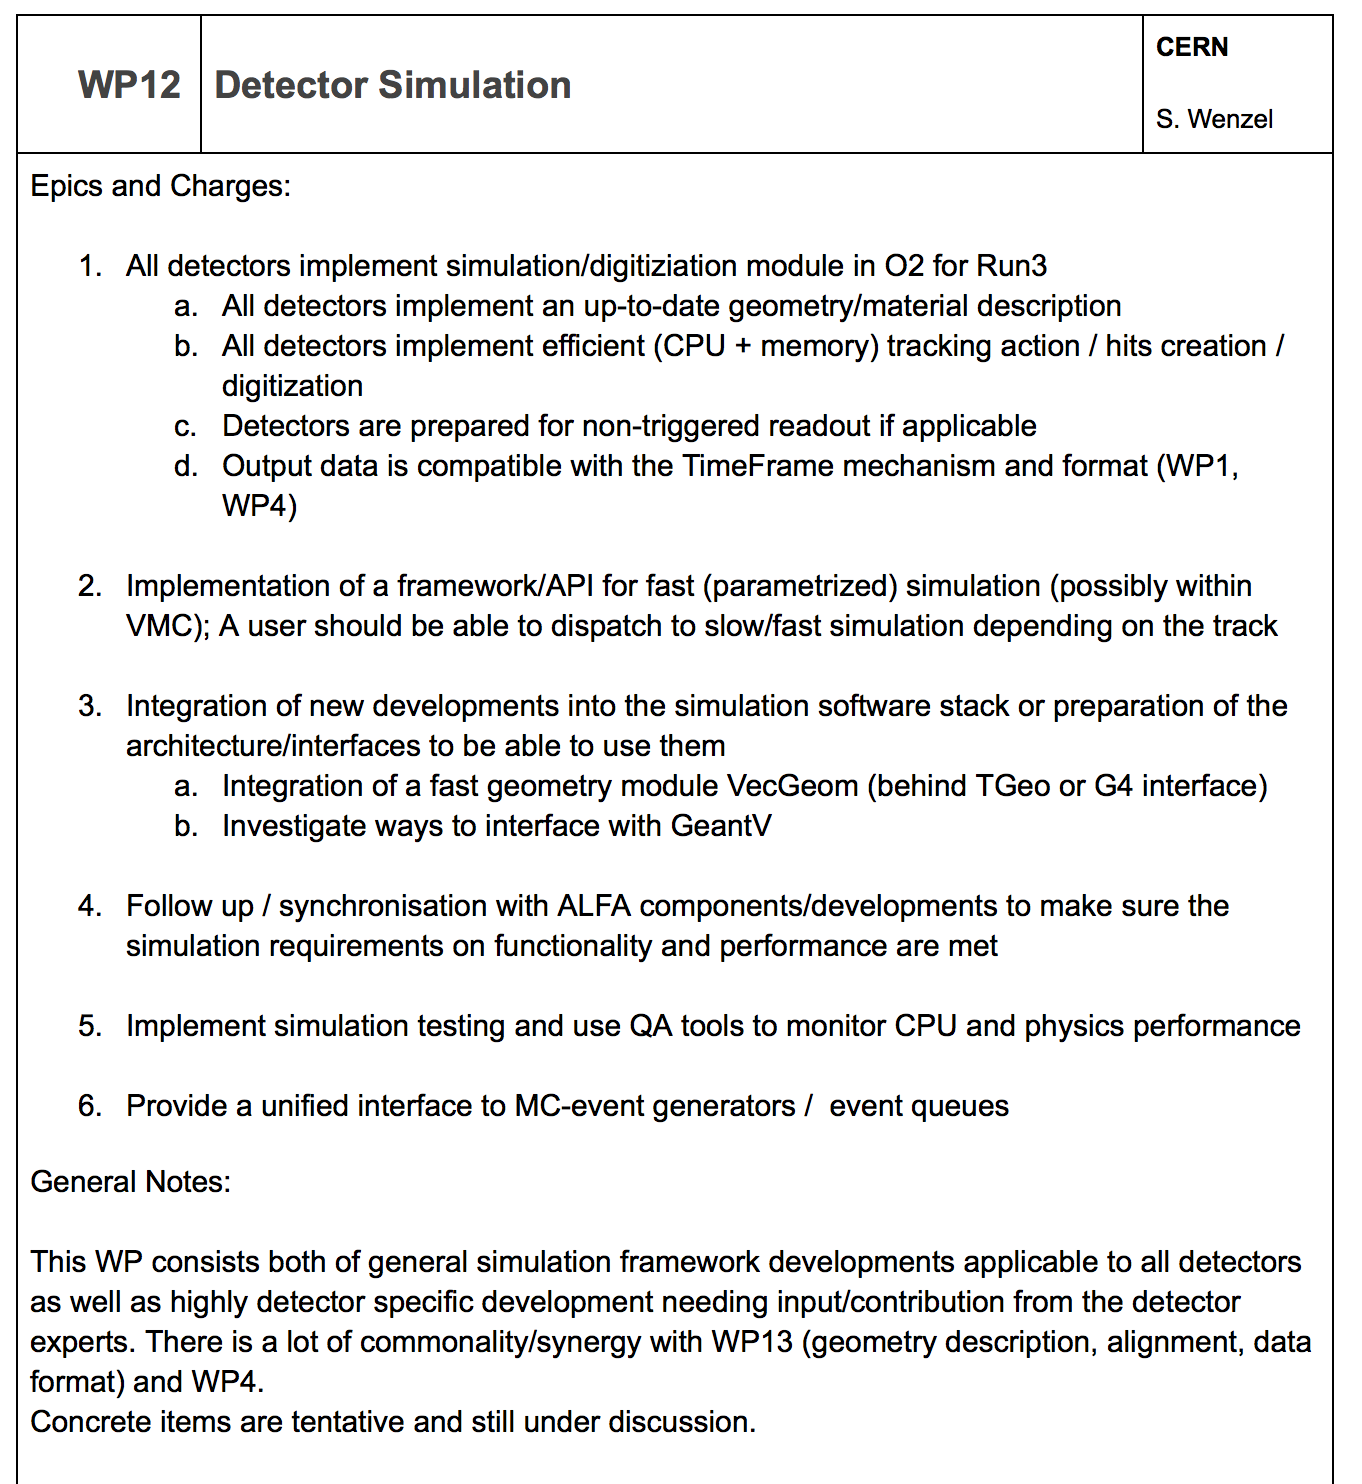 WP12
Detector Simulation
CERN
S. Wenzel
Epics and Charges:
1. All detectors implement simulation/digitiziation module in O2 for Run3
a. All detectors implement an up-to-date geometry/material description
b. All detectors implement efficient (CPU + memory) tracking action / hits creation /
digitization
c. Detectors are prepared for non-triggered readout if applicable
d. Output data is compatible with the TimeFrame mechanism and format (WP1,
WP4)
2. Implementation of a framework/API for fast (parametrized) simulation (possibly within
VMC); A user should be able to dispatch to slow/fast simulation depending on the track
3. Integration of new developments into the simulation software stack or preparation of the
architecture/interfaces to be able to use them
a. Integration of a fast geometry module VecGeom (behind TGeo or G4 interface)
b. Investigate ways to interface with GeantV
4. Follow up / synchronisation with ALFA components/developments to make sure the
simulation requirements on functionality and performance are met
5. Implement simulation testing and use QA tools to monitor CPU and physics performance
6. Provide a unified interface to MC-event generators /  event queues
General Notes:
This WP consists both of general simulation framework developments applicable to all detectors
as well as highly detector specific development needing input/contribution from the detector
experts. There is a lot of commonality/synergy with WP13 (geometry description, alignment, data
format) and WP4.
Concrete items are tentative and still under discussion.